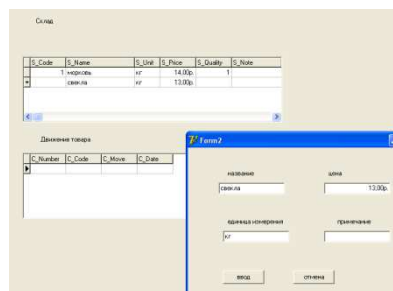 Склад
S_Code S_Name S_Unit S_Price S_Quality S_Note
1 морковь кг 14,00р. 1
свекла кг 13,00р.
Движение товара
C_Number C_Code C_Move C_Date
Form2
название цена
свекла 13,00р.
единица измерения примечание
кг
ввод отмена